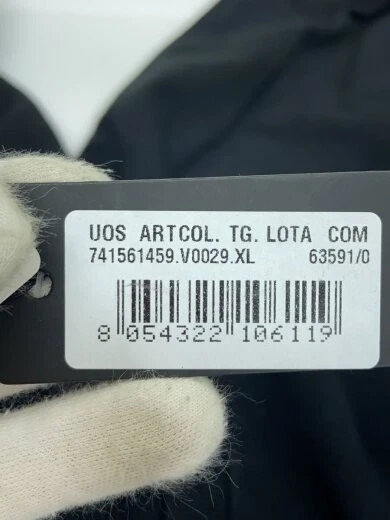 UOS ARTCOL. TG. LOTA COM
741561459.V0029.XL 63591/0
8 054322 106119